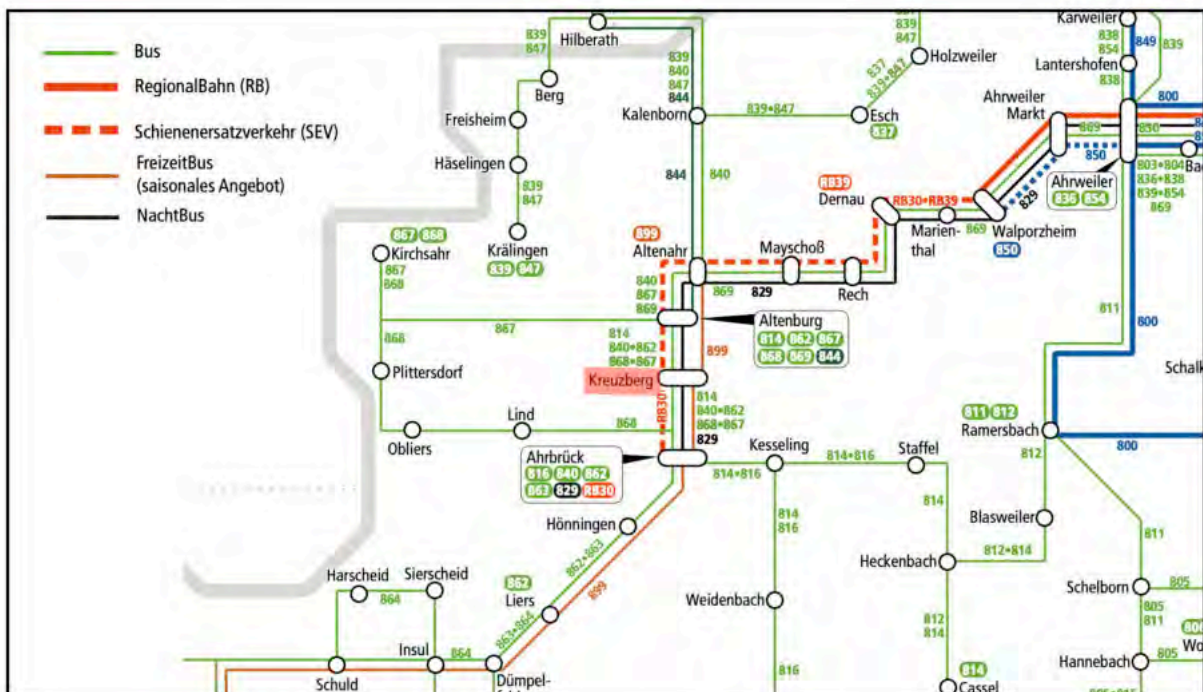 Bus
RegionalBahn (RB)
Schienenersatzverkehr (SEV)
FreizeitBus
(saisonales Angebot)
NachtBus
839
847
Hilberath
Berg
Freisheim
Häselingen
839
847
Krälingen
839 847
839
840
847
844
Kalenborn
839•847
844
840
839
847
Holzweiler
837
839•847
Esch
837
Karweiler
838
854
849
839
Lantershofen
838
800
Ahrweiler
Markt
869
850
850
829
Ahrweiler
836 854
803•804
836•838
839•854
869
RB39
Dernau
RB30•RB39
Marien-
thal
869
Walporzheim
850
867 868
Kirchsahr
867
868
899
Altenahr
Mayschoß
869
829
Rech
840
867
869
867
814
840•862
868•867
Altenburg
814 862 867
868 869 844
899
868
Plittersdorf
Kreuzberg
RB30
814
840•862
868•867
829
Obliers
Lind
868
Ahrbrück
816 840 862
863 829 RB30
814•816
Kesseling
814•816
Staffel
811
800
Schalk
811 812
Ramersbach
812
800
814
814
816
Hönningen
862•863
899
Blasweiler
812•814
Heckenbach
811
Harscheid
Sierscheid
864
862
Liers
863•864
Weidenbach
812
814
Schelborn
805
805
811
Insul
864
Schuld
Dümpel-
816
814
Cassel
Hannebach
805